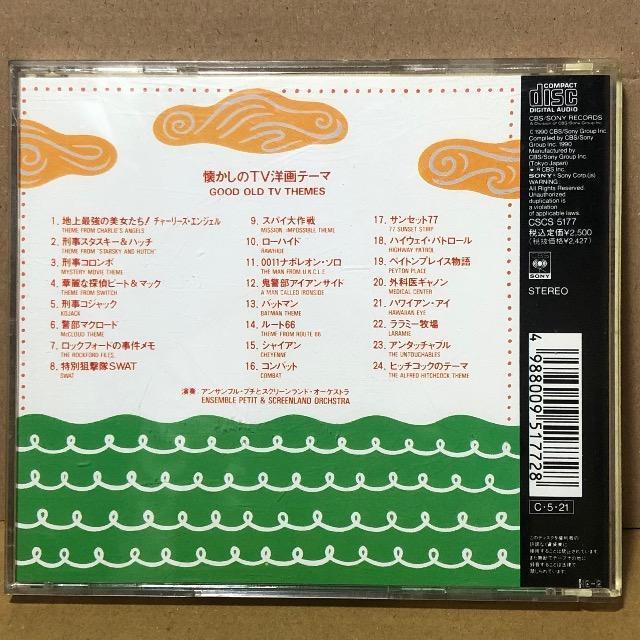 懐かしのTV洋画テーマ
GOOD OLD TV THEMES
1. 地上最強の美女たち! チャーリーズ・エンジェル
THEME FROM CHARLIE'S ANGELS
2. 刑事スタスキー&ハッチ
THEME FROM "STARSKY AND HUTCH"
3. 刑事コロンボ
MYSTERY MOVIE THEME
4. 華麗な探偵ピート&マック
THEME FROM SWITCH
5. 刑事コジャック
KOJACK
6. 警部マクロード
McCLOUD THEME
7. ロックフォードの事件メモ
THE ROCKFORD FILES
8. 特別狙撃隊SWAT
SWAT
9. スパイ大作戦
MISSION: IMPOSSIBLE THEME
10. ローハイド
RAWHIDE
11. 0011ナポレオン・ソロ
THE MAN FROM U.N.C.L.E
12. 鬼警部アイアンサイド
A MAN CALLED IRONSIDE
13. バットマン
BATMAN THEME
14. ルート66
THEME FROM ROUTE 66
15. シャイアン
CHEYENNE
16. コンバット
COMBAT
17. サンセット77
77 SUNSET STRIP
18. ハイウェイ・パトロール
HIGHWAY PATROL
19. ペイトンプレイス物語
PEYTON PLACE
20. 外科医ギャノン
MEDICAL CENTER
21. ハワイアン・アイ
HAWAIIAN EYE
22. ララミー牧場
LARAMIE
23. アンタッチャブル
THE UNTOUCHABLES
24. ヒッチコックのテーマ
THE ALFRED HITCHCOCK THEME
演奏:アンサンブル・プチとスクリーンランド・オーケストラ
ENSEMBLE PETIT & SCREENLAND ORCHSTRA
COMPACT
disc
DIGITAL AUDIO
CBS/SONY RECORDS
A Division of CBS/Sony Group Inc.
℗ 1990 CBS/Sony Group Inc.
Compiled by CBS/Sony Group Inc. 1990
Manufactured by
CBS/Sony Group Inc.
(Tokyo Japan)
CBS Inc.
SONY Sony Corp.(s)
WARNING
All Rights Reserved.
Unauthorized
duplication is
a violation
of applicable laws.
CSCS 5177
税込定価¥2,500
(税抜価格¥2,427)
CBS
SONY
STEREO
4 988009 517728
C・5・21